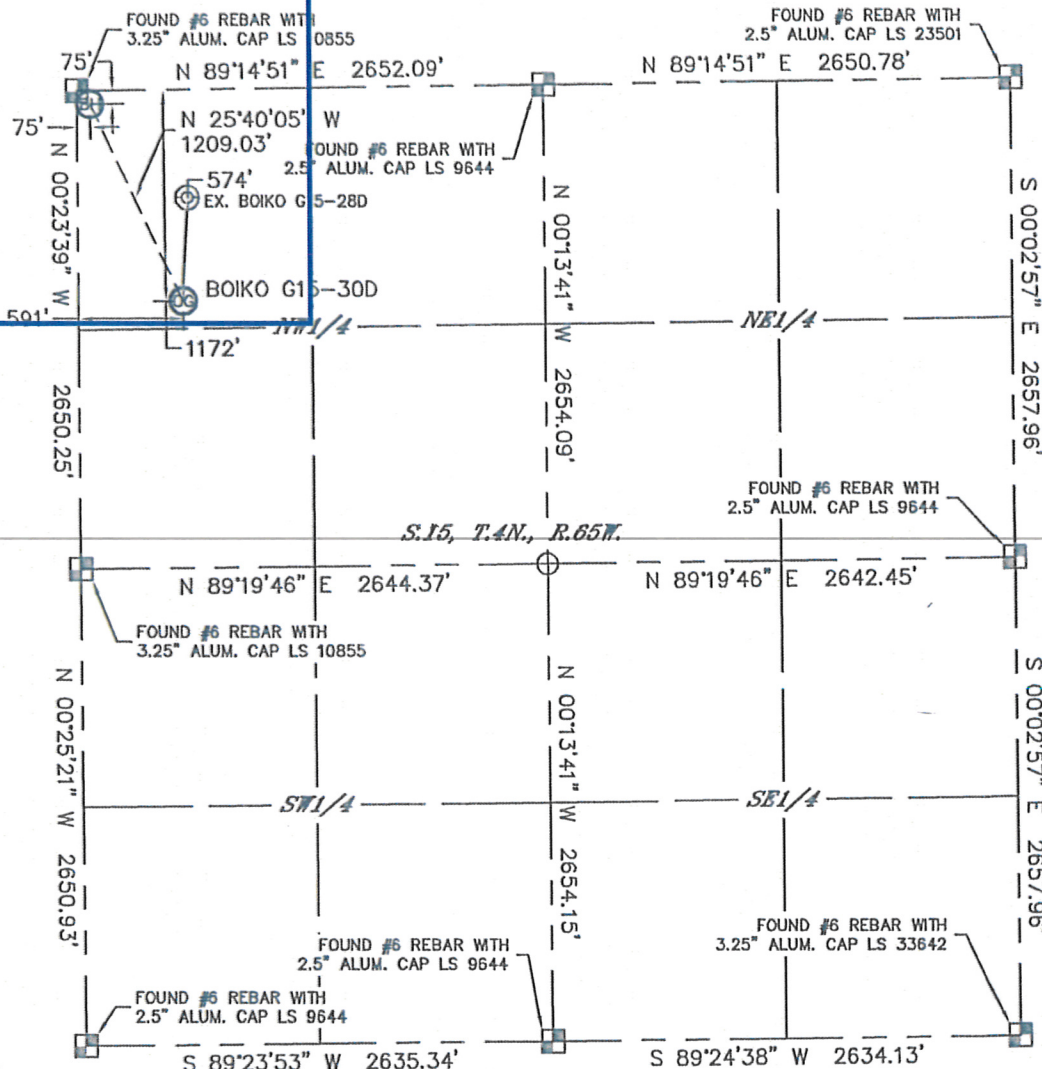 FOUND #6 REBAR WITH
3.25" ALUM. CAP LS 10855
75'
N 89°14'51" E 2652.09'
FOUND #6 REBAR WITH
2.5" ALUM. CAP LS 23501
N 89°14'51" E 2650.78'
BH
75'
N 25°40'05" W
1209.03'
FOUND #6 REBAR WITH
2.5" ALUM. CAP LS 9644
574'
EX. BOIKO G15-28D
N 00°23'39" W 2650.25'
OG
BOIKO G15-30D
591'
1172'
NW1/4
N 00°13'41" W 2654.09'
NE1/4
S 00°02'57" E 2657.96'
FOUND #6 REBAR WITH
2.5" ALUM. CAP LS 9644
S.15, T.4N., R.65W.
N 89°19'46" E 2644.37'
N 89°19'46" E 2642.45'
FOUND #6 REBAR WITH
3.25" ALUM. CAP LS 10855
N 00°25'21" W 2650.93'
N 00°13'41" W 2654.15'
S 00°02'57" E 2657.96'
SW1/4
SE1/4
FOUND #6 REBAR WITH
2.5" ALUM. CAP LS 9644
FOUND #6 REBAR WITH
3.25" ALUM. CAP LS 33642
FOUND #6 REBAR WITH
2.5" ALUM. CAP LS 9644
S 89°23'53" W 2635.34'
S 89°24'38" W 2634.13'